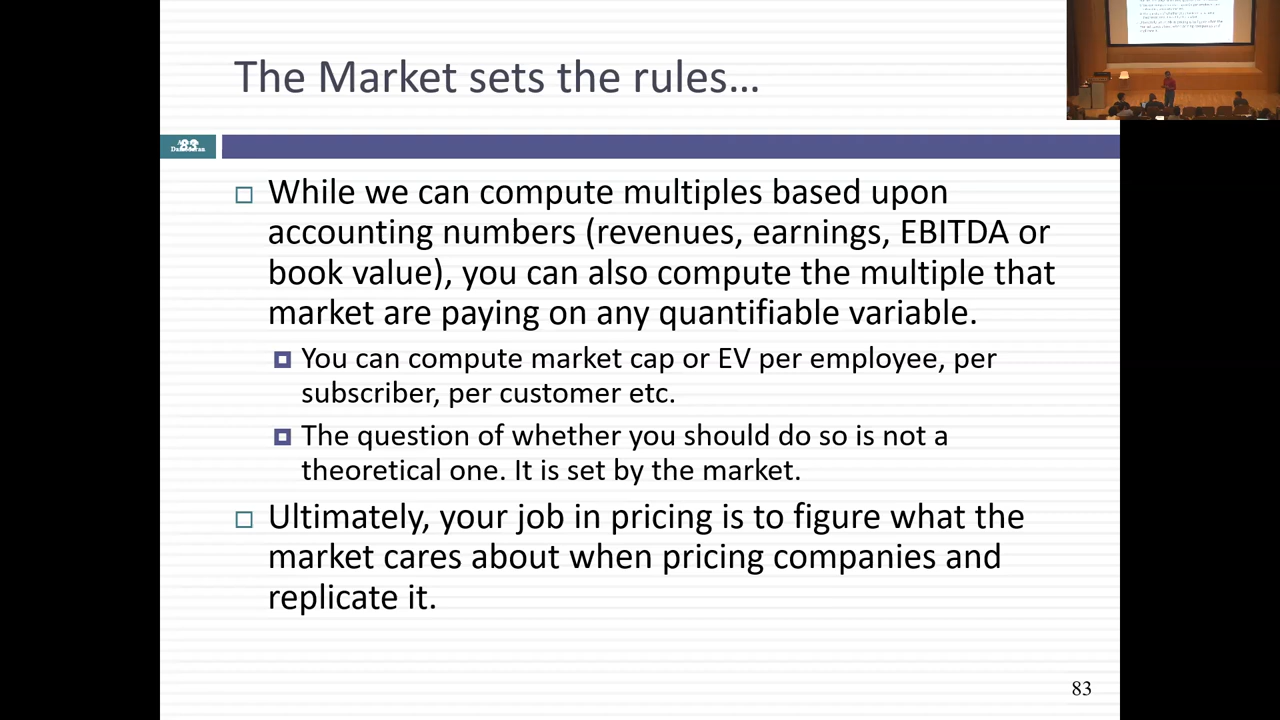 The Market sets the rules…
83
While we can compute multiples based upon
accounting numbers (revenues, earnings, EBITDA or
book value), you can also compute the multiple that
market are paying on any quantifiable variable.
You can compute market cap or EV per employee, per
subscriber, per customer etc.
The question of whether you should do so is not a
theoretical one. It is set by the market.
Ultimately, your job in pricing is to figure what the
market cares about when pricing companies and
replicate it.
83